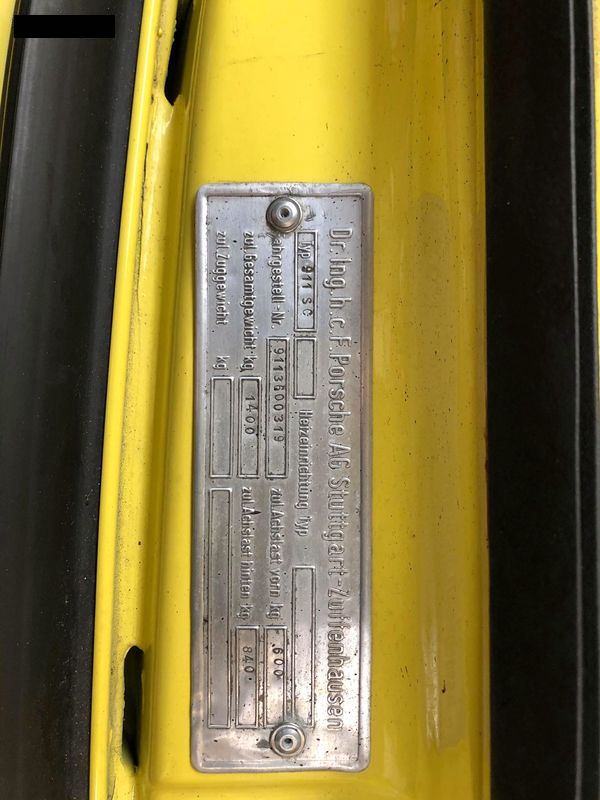 Dr. Ing. h.c. F. Porsche AG Stuttgart-Zuffenhausen
Typ 911 SC Heizeinrichtung Typ
Fahrgestell-Nr. 9113600319 zul. Achslast vorn kg 600
zul. Gesamtgewicht kg 1400 zul. Achslast hinten kg 840
zul. Zuggewicht kg